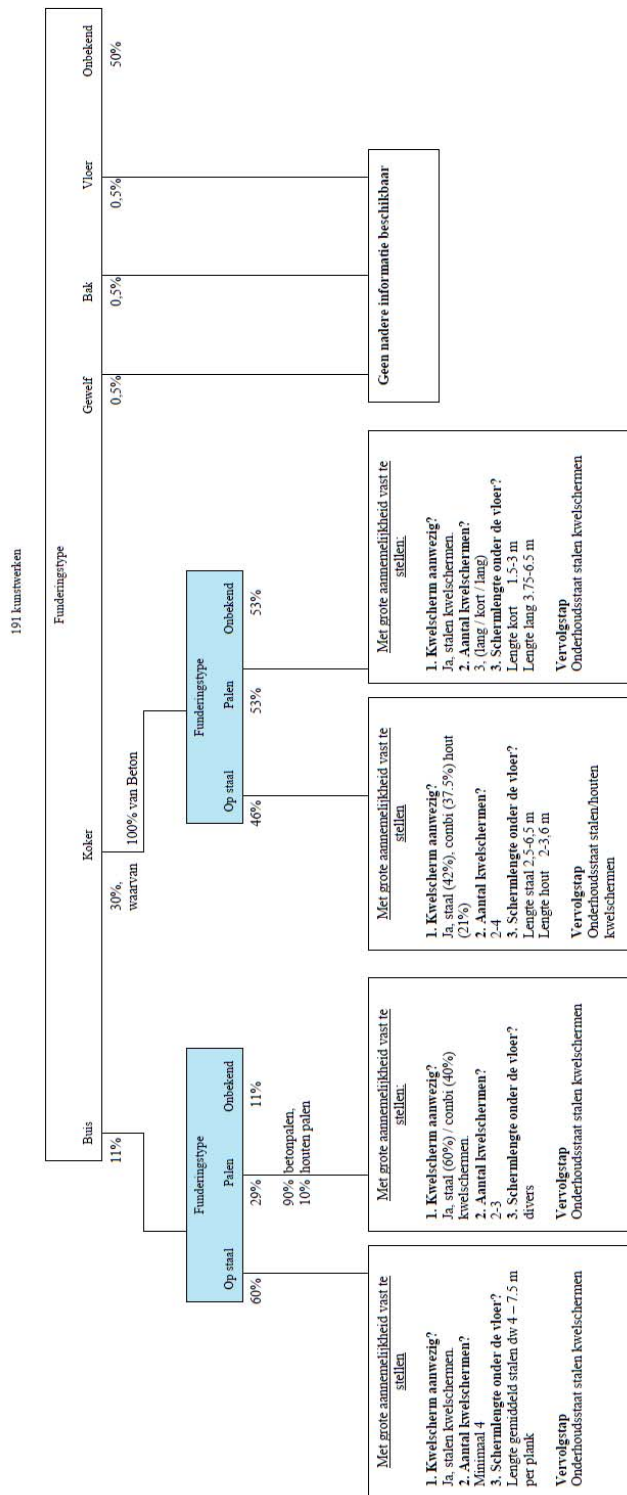 191 kunstwerken
Funderingstype
Buis
Koker
Gewelf
Bak
Vloer
Onbekend
11%
30%,
waarvan
100% van Beton
0,5%
0,5%
0,5%
50%
Funderingstype
Op staal
Palen
Onbekend
60%
29%
11%
90% betonpalen,
10% houten palen
Funderingstype
Op staal
Palen
Onbekend
46%
53%
53%
Met grote aannemelijkheid vast te
stellen
1. Kwelscherm aanwezig?
Ja, stalen kwelschermen.
2. Aantal kwelschermen?
Minimaal 4
3. Schermlengte onder de vloer?
Lengte gemiddeld stalen dw 4 – 7.5 m
per plank
Vervolgstap
Onderhoudsstaat stalen kwelschermen
Met grote aannemelijkheid vast te
stellen:
1. Kwelscherm aanwezig?
Ja, staal (60%) / combi (40%)
kwelschermen.
2. Aantal kwelschermen?
2-3
3. Schermlengte onder de vloer?
divers
Vervolgstap
Onderhoudsstaat stalen kwelschermen
Met grote aannemelijkheid vast te
stellen
1. Kwelscherm aanwezig?
Ja, staal (42%), combi (37.5%) hout
(21%)
2. Aantal kwelschermen?
2-4
3. Schermlengte onder de vloer?
Lengte staal 2,5-6,5 m
Lengte hout 2-3,6 m
Vervolgstap
Onderhoudsstaat stalen/houten
kwelschermen
Met grote aannemelijkheid vast te
stellen:
1. Kwelscherm aanwezig?
Ja, stalen kwelschermen.
2. Aantal kwelschermen?
3, (lang / kort / lang)
3. Schermlengte onder de vloer?
Lengte kort 1.5-3 m
Lengte lang 3.75-6.5 m
Vervolgstap
Onderhoudsstaat stalen kwelschermen
Geen nadere informatie beschikbaar